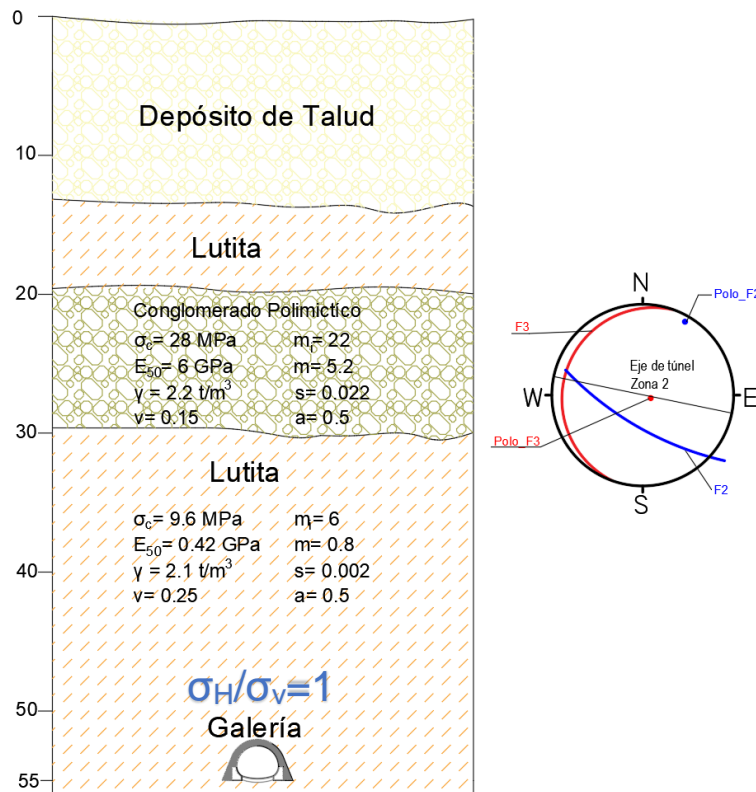 0
Depósito de Talud
10
Lutita
20
Conglomerado Polimictíco
σc= 28 MPa mi= 22
E50= 6 GPa m= 5.2
γ = 2.2 t/m³ s= 0.022
v= 0.15 a= 0.5
30
Lutita
σc= 9.6 MPa mi= 6
E50= 0.42 GPa m= 0.8
γ = 2.1 t/m³ s= 0.002
v= 0.25 a= 0.5
40
σH/σv=1
50
Galería
55
N
Polo_F2
F3
Eje de túnel
Zona 2
W
E
Polo_F3
F2
S